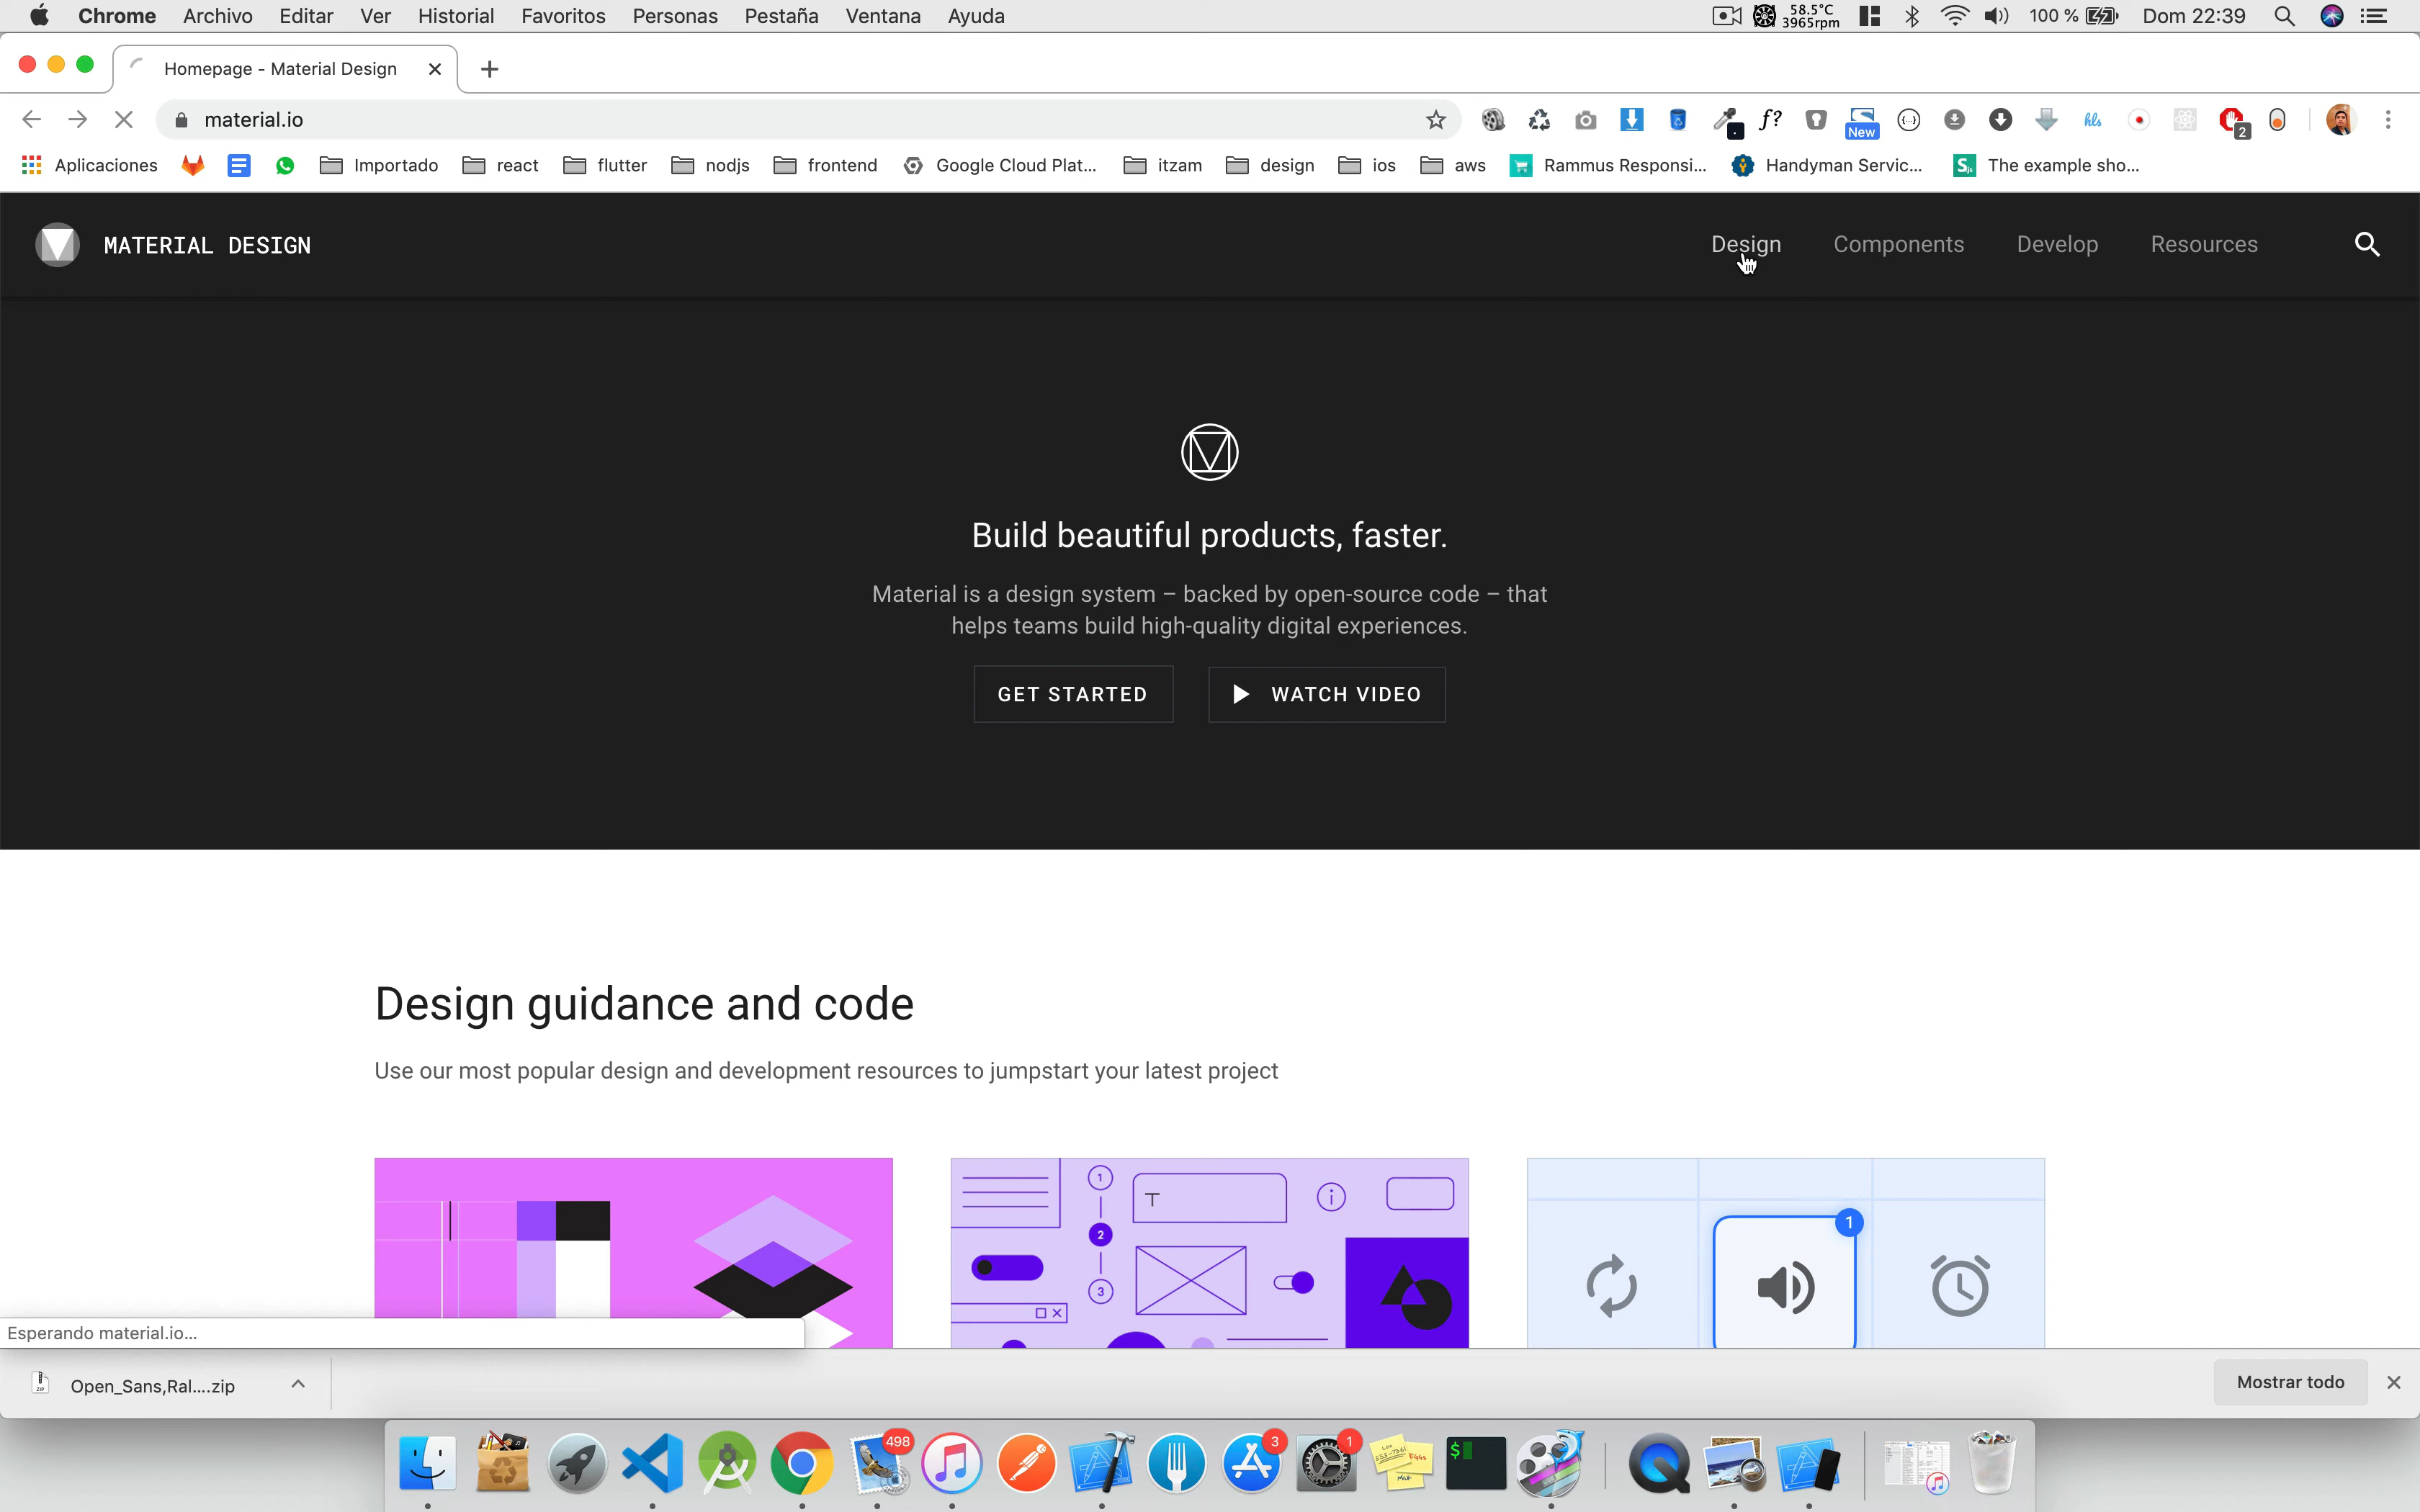 Chrome Archivo Editar Ver Historial Favoritos Personas Pestaña Ventana Ayuda 58.5°C 3965rpm 100 % Dom 22:39
Homepage - Material Design
material.io
f? New {··} hls 2
Aplicaciones Importado react flutter nodjs frontend Google Cloud Plat... itzam design ios aws Rammus Responsi... Handyman Servic... The example sho...
MATERIAL DESIGN Design Components Develop Resources
Build beautiful products, faster.
Material is a design system – backed by open-source code – that
helps teams build high-quality digital experiences.
GET STARTED WATCH VIDEO
Design guidance and code
Use our most popular design and development resources to jumpstart your latest project
1
T
i
2
3
1
Esperando material.io...
Open_Sans,Ral....zip Mostrar todo
498 3 1